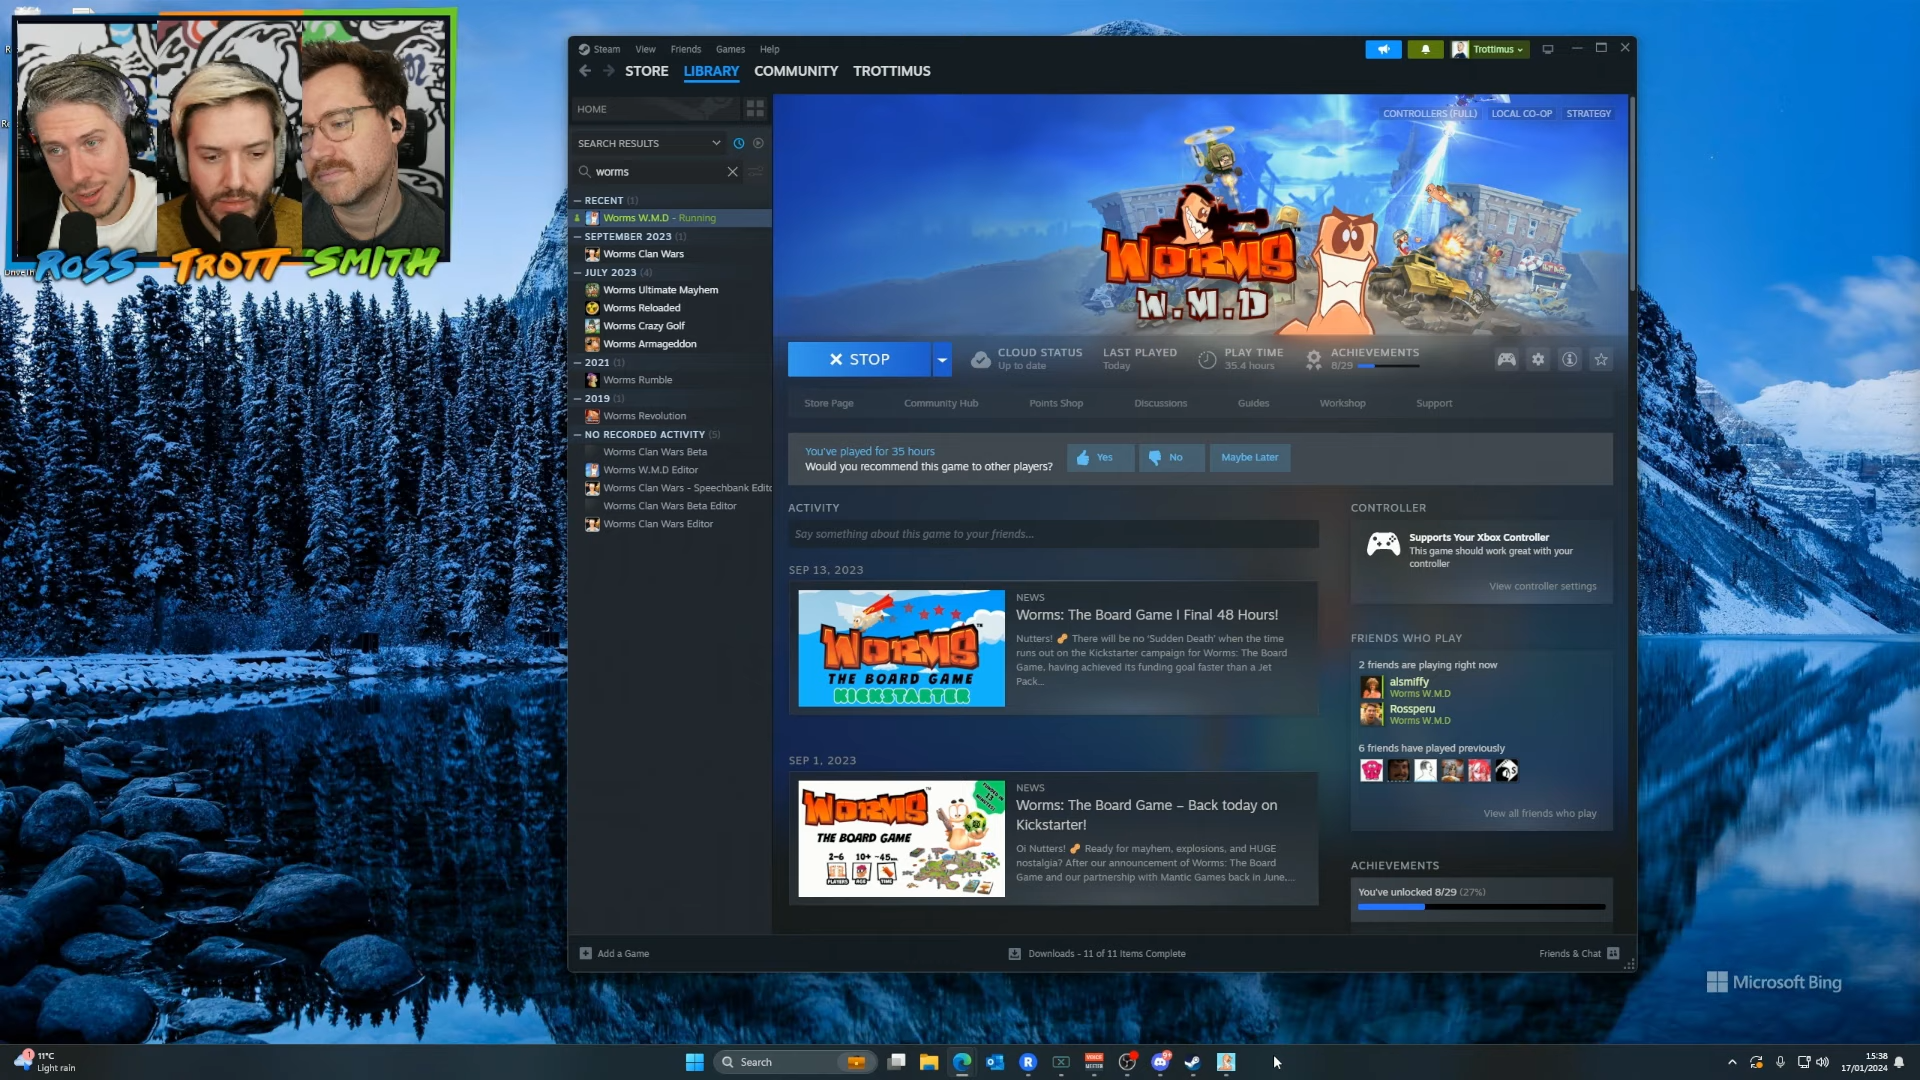 ROSS
TROTT
SMITH
Steam View Friends Games Help
Trottimus
STORE LIBRARY COMMUNITY TROTTIMUS
HOME
SEARCH RESULTS
worms
RECENT (1)
Worms W.M.D - Running
SEPTEMBER 2023 (1)
Worms Clan Wars
JULY 2023 (4)
Worms Ultimate Mayhem
Worms Reloaded
Worms Crazy Golf
Worms Armageddon
2021 (1)
Worms Rumble
2019 (1)
Worms Revolution
NO RECORDED ACTIVITY (5)
Worms Clan Wars Beta
Worms W.M.D Editor
Worms Clan Wars - Speechbank Edito
Worms Clan Wars Beta Editor
Worms Clan Wars Editor
CONTROLLERS (FULL) LOCAL CO-OP STRATEGY
WORMS
W.M.D
STOP
CLOUD STATUS
Up to date
LAST PLAYED
Today
PLAY TIME
35.4 hours
ACHIEVEMENTS
8/29
Store Page Community Hub Points Shop Discussions Guides Workshop Support
You've played for 35 hours
Would you recommend this game to other players?
Yes No Maybe Later
ACTIVITY
Say something about this game to your friends...
SEP 13, 2023
WORMS
THE BOARD GAME
KICKSTARTER
NEWS
Worms: The Board Game I Final 48 Hours!
Nutters! There will be no 'Sudden Death' when the time
runs out on the Kickstarter campaign for Worms: The Board
Game, having achieved its funding goal faster than a Jet
Pack...
SEP 1, 2023
WORMS
THE BOARD GAME
2-6 10+ ~45
PLAYERS AGE TIME
NEWS
Worms: The Board Game – Back today on
Kickstarter!
Oi Nutters! Ready for mayhem, explosions, and HUGE
nostalgia? After our announcement of Worms: The Board
Game and our partnership with Mantic Games back in June,...
CONTROLLER
Supports Your Xbox Controller
This game should work great with your
controller
View controller settings
FRIENDS WHO PLAY
2 friends are playing right now
alsmiffy
Worms W.M.D
Rossperu
Worms W.M.D
6 friends have played previously
View all friends who play
ACHIEVEMENTS
You've unlocked 8/29 (27%)
Add a Game
Downloads - 11 of 11 Items Complete
Friends & Chat
Microsoft Bing
11°C
Light rain
Search
15:38
17/01/2024